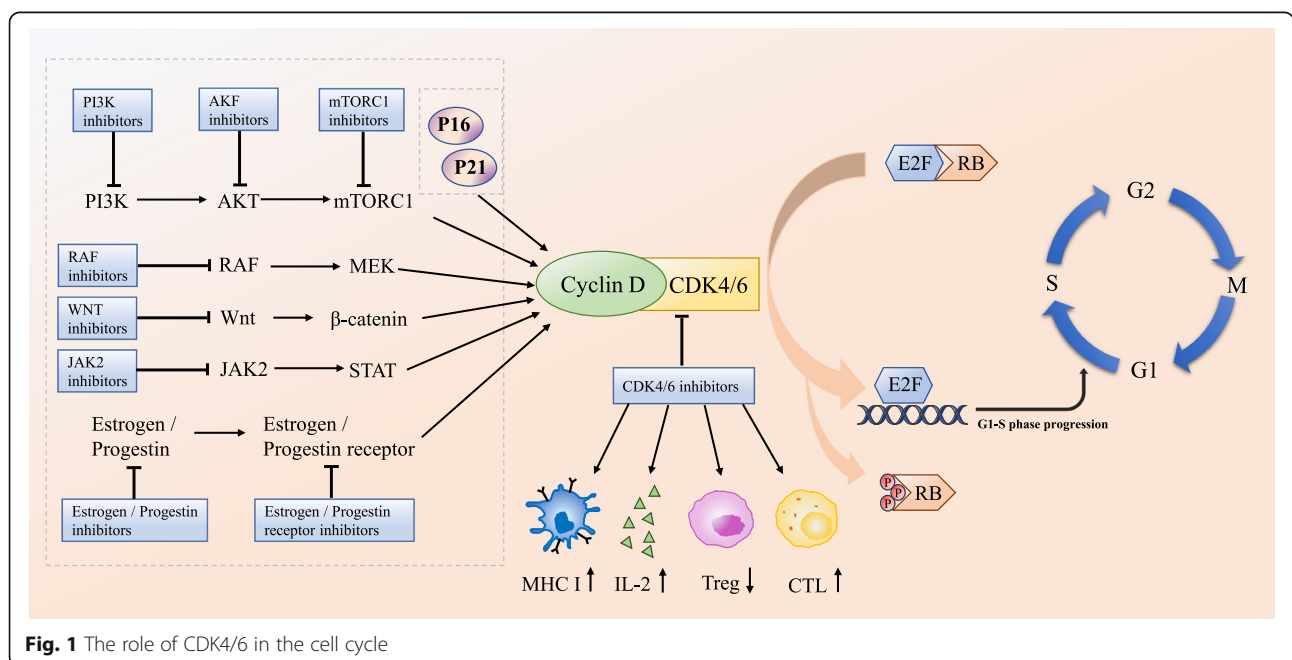 PI3K
inhibitors
AKF
inhibitors
mTORC1
inhibitors
P16
P21
PI3K
AKT
mTORC1
RAF
inhibitors
RAF
MEK
WNT
inhibitors
Wnt
β-catenin
JAK2
inhibitors
JAK2
STAT
Estrogen /
Progestin
Estrogen /
Progestin receptor
Estrogen / Progestin
inhibitors
Estrogen / Progestin
receptor inhibitors
Cyclin D
CDK4/6
CDK4/6 inhibitors
MHC I
IL-2
Treg
CTL
E2F
RB
E2F
G1-S phase progression
P
P
P
RB
G2
S
M
G1
Fig. 1 The role of CDK4/6 in the cell cycle